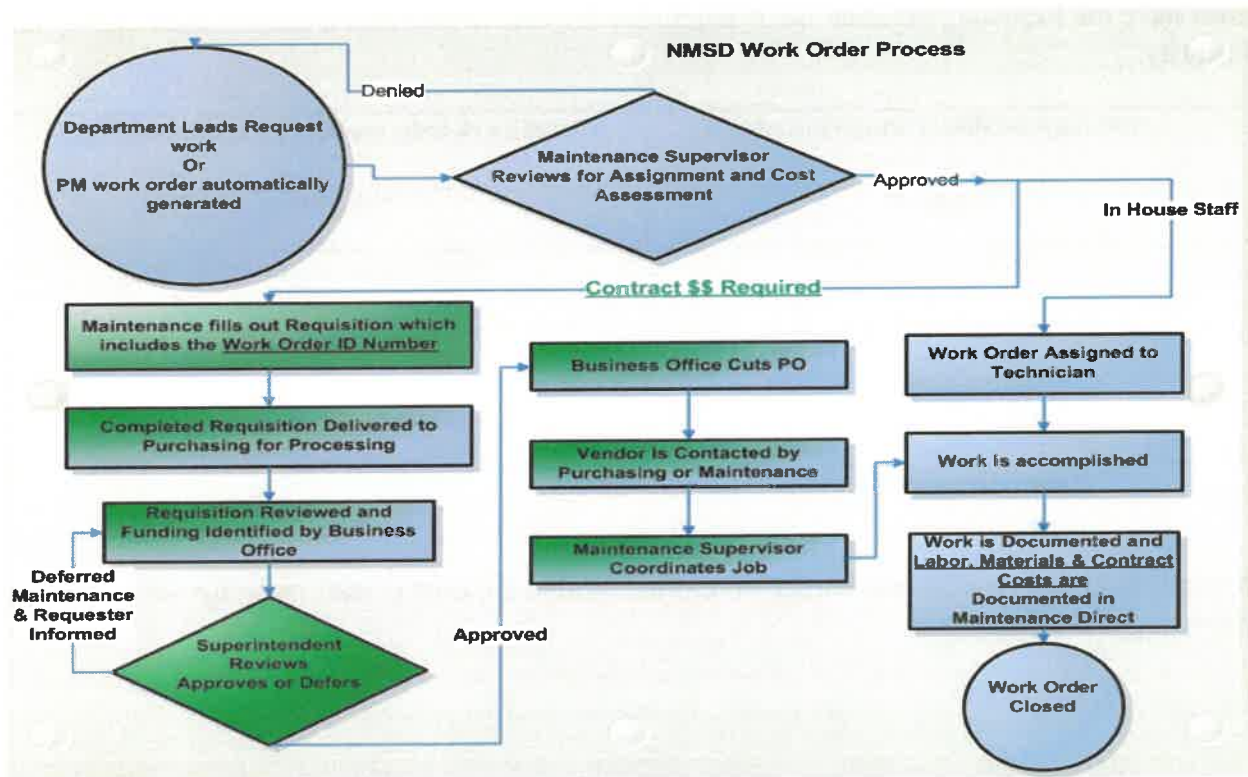 NMSD Work Order Process
Denied
Department Leads Request
work
Or
PM work order automatically
generated
Maintenance Supervisor
Reviews for Assignment and Cost
Assessment
Approved
In House Staff
Contract $$ Required
Maintenance fills out Requisition which
includes the Work Order ID Number
Completed Requisition Delivered to
Purchasing for Processing
Requisition Reviewed and
Funding Identified by Business
Office
Deferred
Maintenance
& Requester
Informed
Superintendent
Reviews
Approves or Defers
Approved
Business Office Cuts PO
Vendor is Contacted by
Purchasing or Maintenance
Maintenance Supervisor
Coordinates Job
Work Order Assigned to
Technician
Work is accomplished
Work is Documented and
Labor, Materials & Contract
Costs are
Documented in
Maintenance Direct
Work Order
Closed